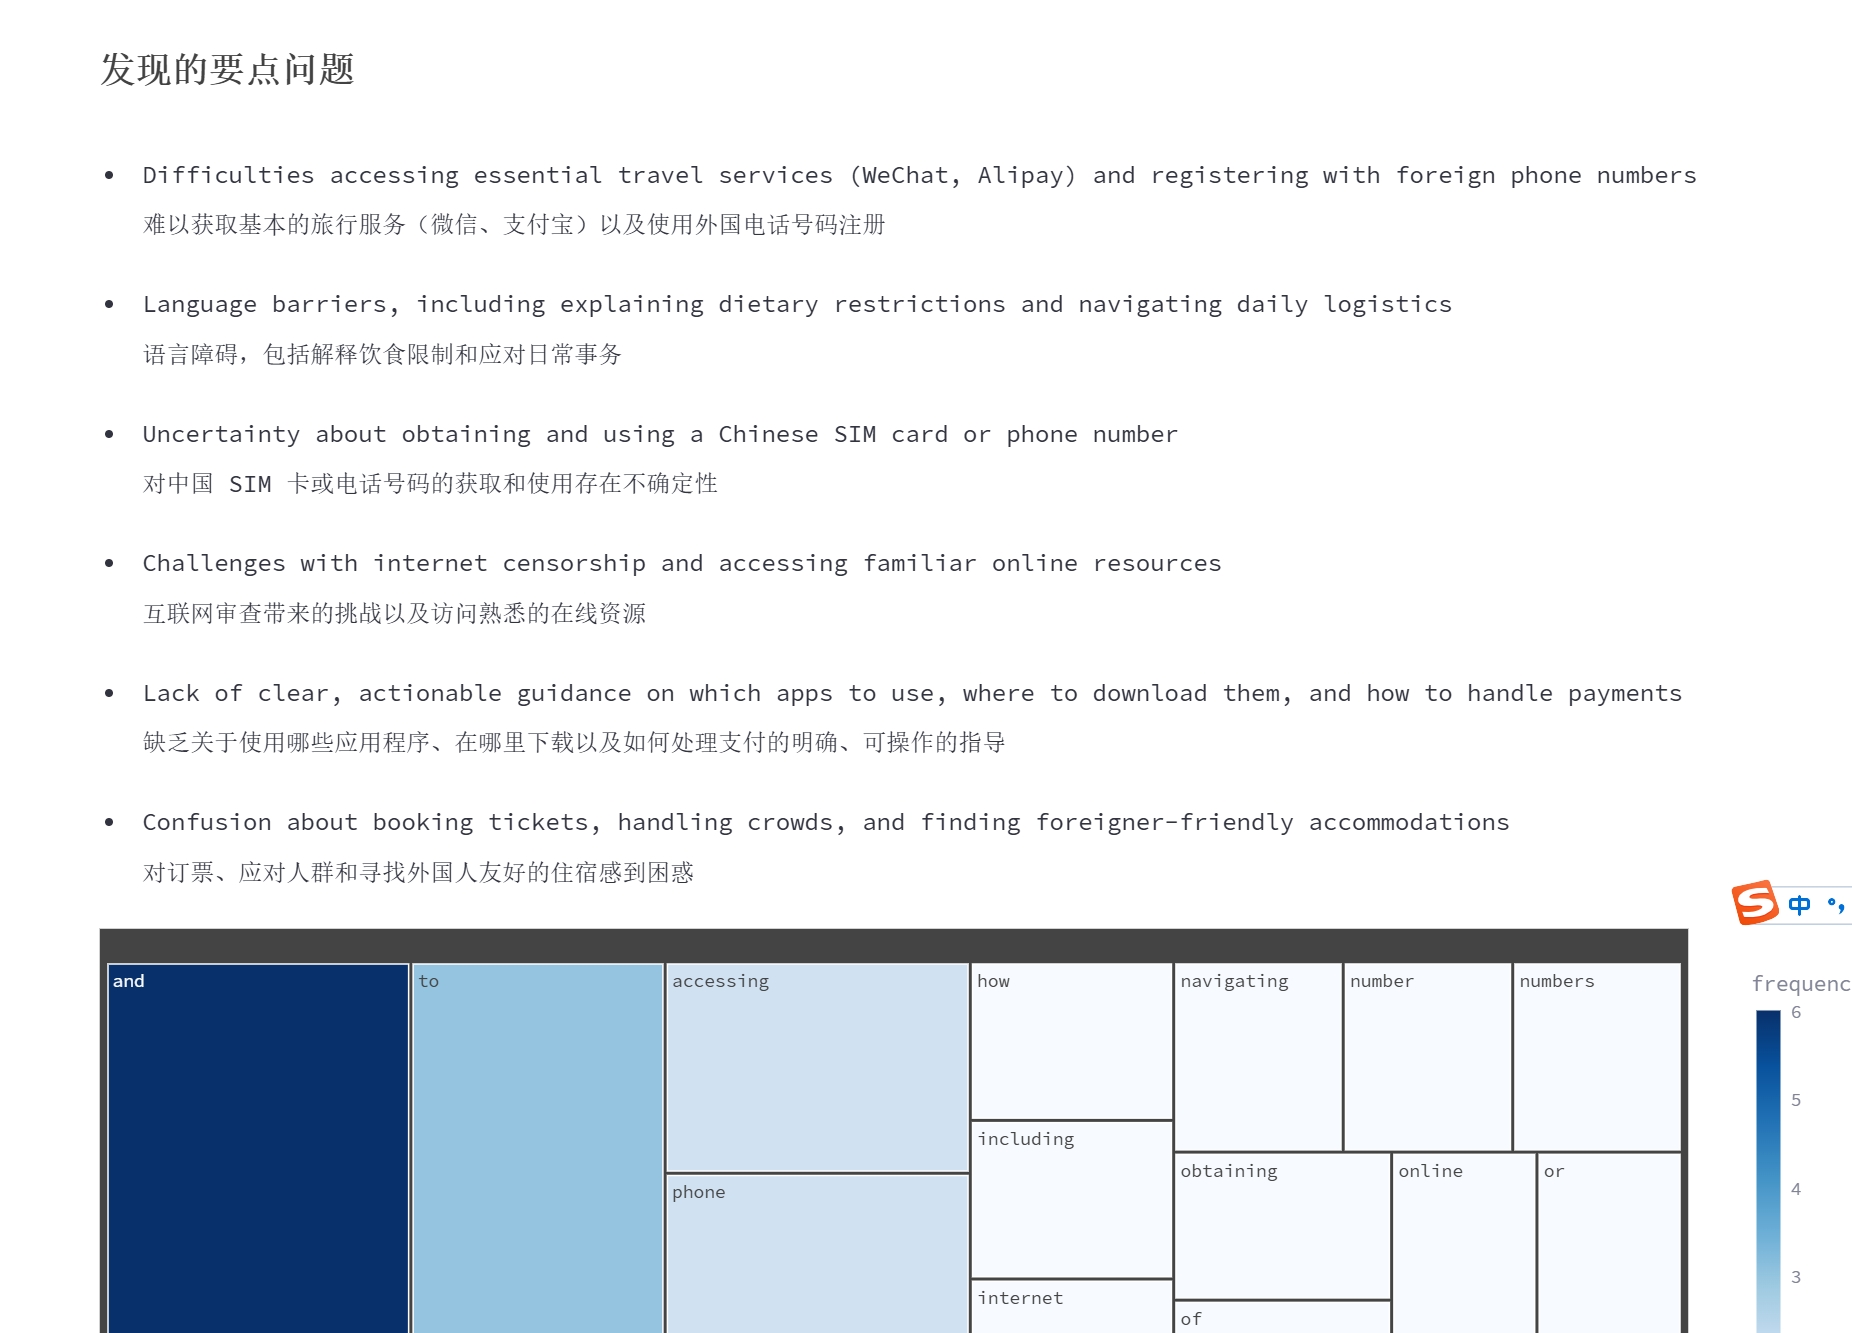 发现的要点问题
Difficulties accessing essential travel services (WeChat, Alipay) and registering with foreign phone numbers
难以获取基本的旅行服务（微信、支付宝）以及使用外国电话号码注册
Language barriers, including explaining dietary restrictions and navigating daily logistics
语言障碍，包括解释饮食限制和应对日常事务
Uncertainty about obtaining and using a Chinese SIM card or phone number
对中国 SIM 卡或电话号码的获取和使用存在不确定性
Challenges with internet censorship and accessing familiar online resources
互联网审查带来的挑战以及访问熟悉的在线资源
Lack of clear, actionable guidance on which apps to use, where to download them, and how to handle payments
缺乏关于使用哪些应用程序、在哪里下载以及如何处理支付的明确、可操作的指导
Confusion about booking tickets, handling crowds, and finding foreigner-friendly accommodations
对订票、应对人群和寻找外国人友好的住宿感到困惑
S 中 °,
and
to
accessing
phone
how
including
internet
navigating
number
numbers
obtaining
online
or
of
frequenc
6
5
4
3